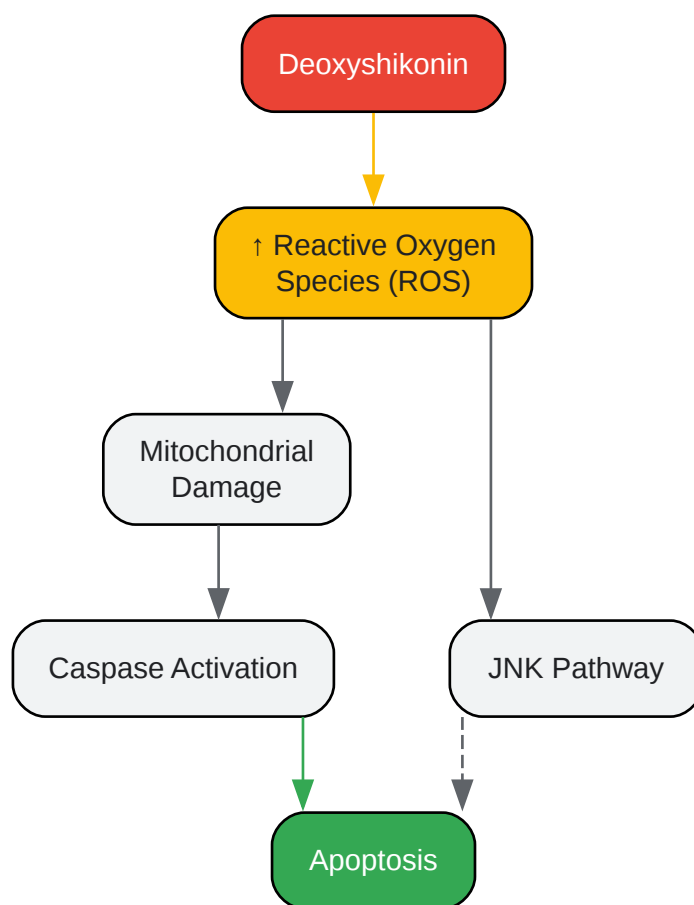 Deoxyshikonin
↑ Reactive Oxygen
Species (ROS)
Mitochondrial
Damage
Caspase Activation
JNK Pathway
Apoptosis